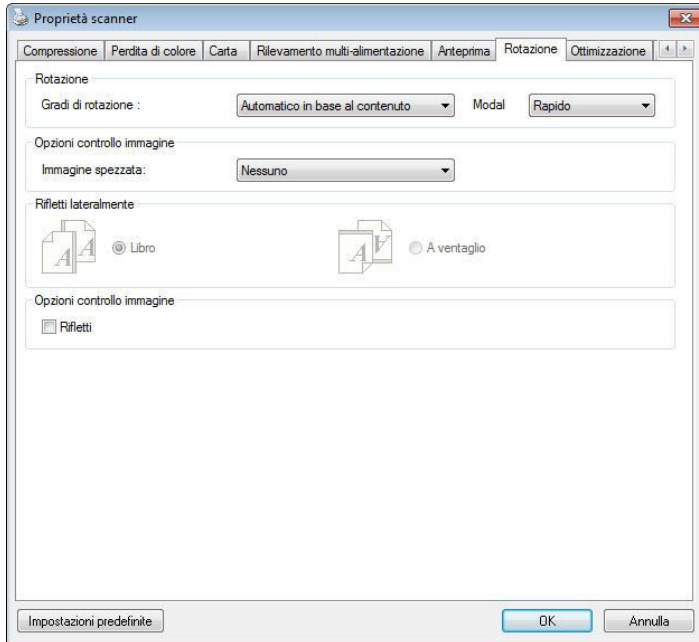 Proprietà scanner
Compressione Perdita di colore Carta Rilevamento multi-alimentazione Anteprima Rotazione Ottimizzazione
Rotazione
Gradi di rotazione : Automatico in base al contenuto Modal Rapido
Opzioni controllo immagine
Immagine spezzata: Nessuno
Rifletti lateralmente
A A Libro A A A ventaglio
Opzioni controllo immagine
Rifletti
Impostazioni predefinite OK Annulla